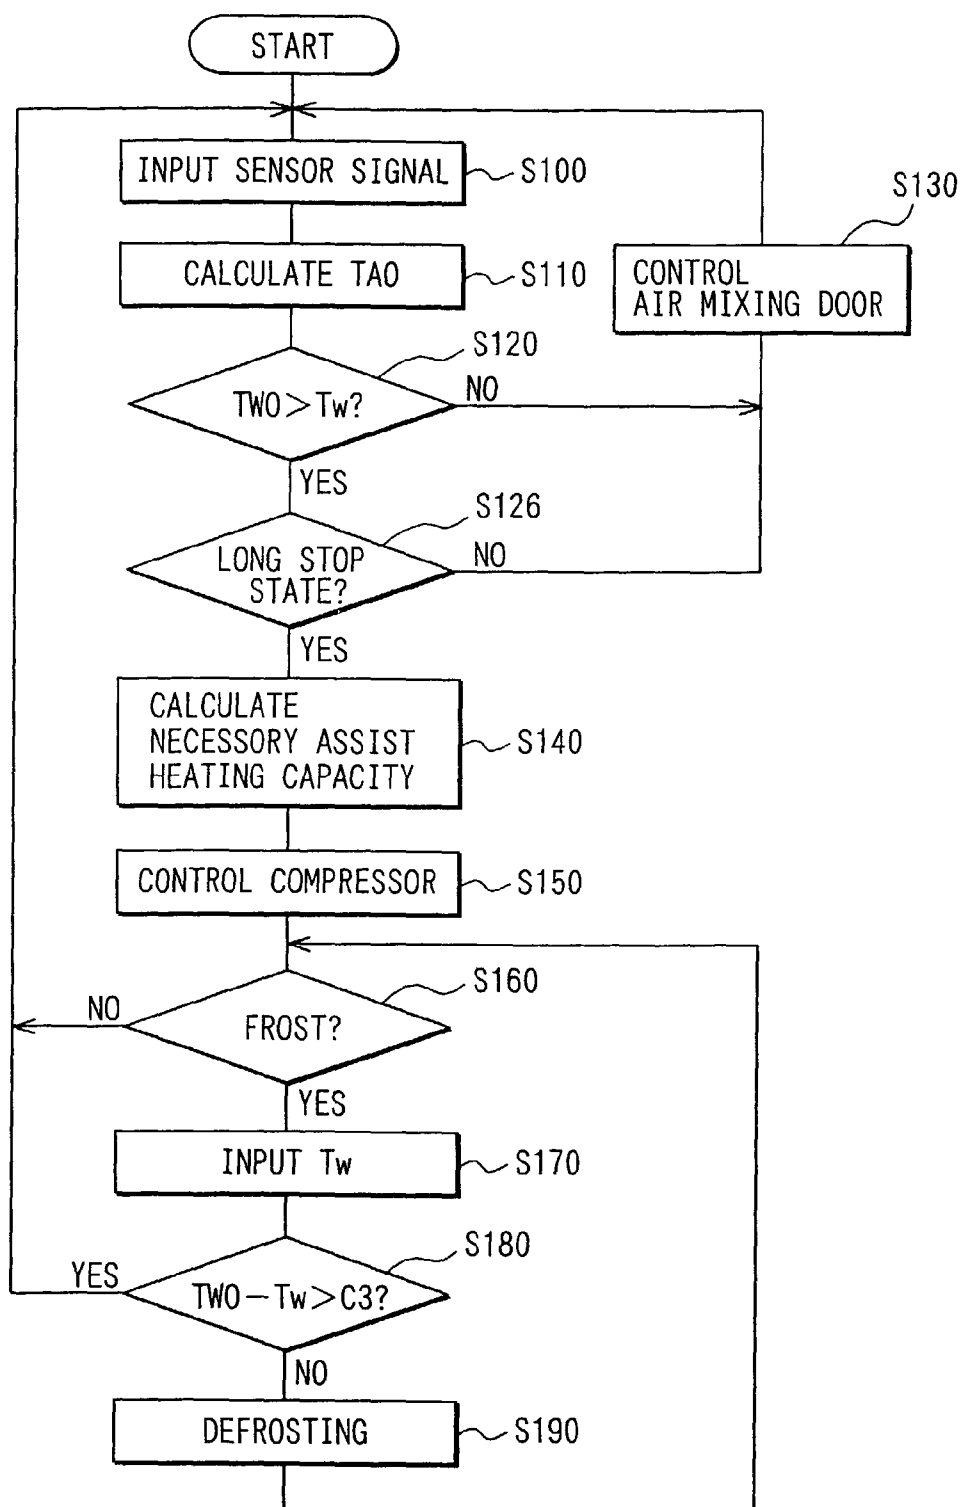 START
INPUT SENSOR SIGNAL
S100
S130
CALCULATE TAO
S110
CONTROL
AIR MIXING DOOR
S120
TWO>Tw?
NO
YES
S126
LONG STOP
STATE?
NO
YES
CALCULATE
NECESSARY ASSIST
HEATING CAPACITY
S140
CONTROL COMPRESSOR
S150
S160
NO
FROST?
YES
INPUT Tw
S170
S180
YES
TWO-Tw>C3?
NO
DEFROSTING
S190